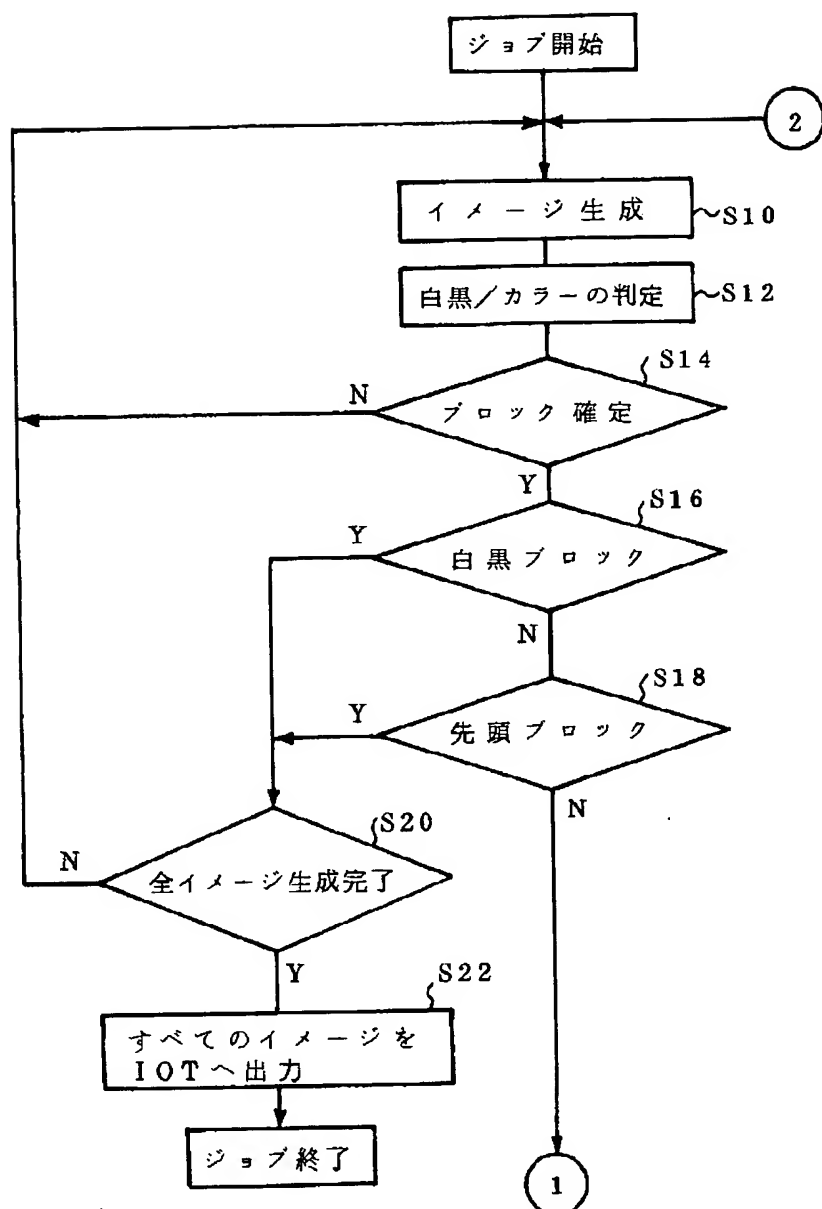 ジョブ開始
2
イメージ生成
S10
白黒/カラーの判定
S12
S14
N
ブロック確定
Y
S16
Y
白黒ブロック
N
S18
Y
先頭ブロック
N
S20
N
全イメージ生成完了
Y
S22
すべてのイメージを
IOTへ出力
ジョブ終了
1